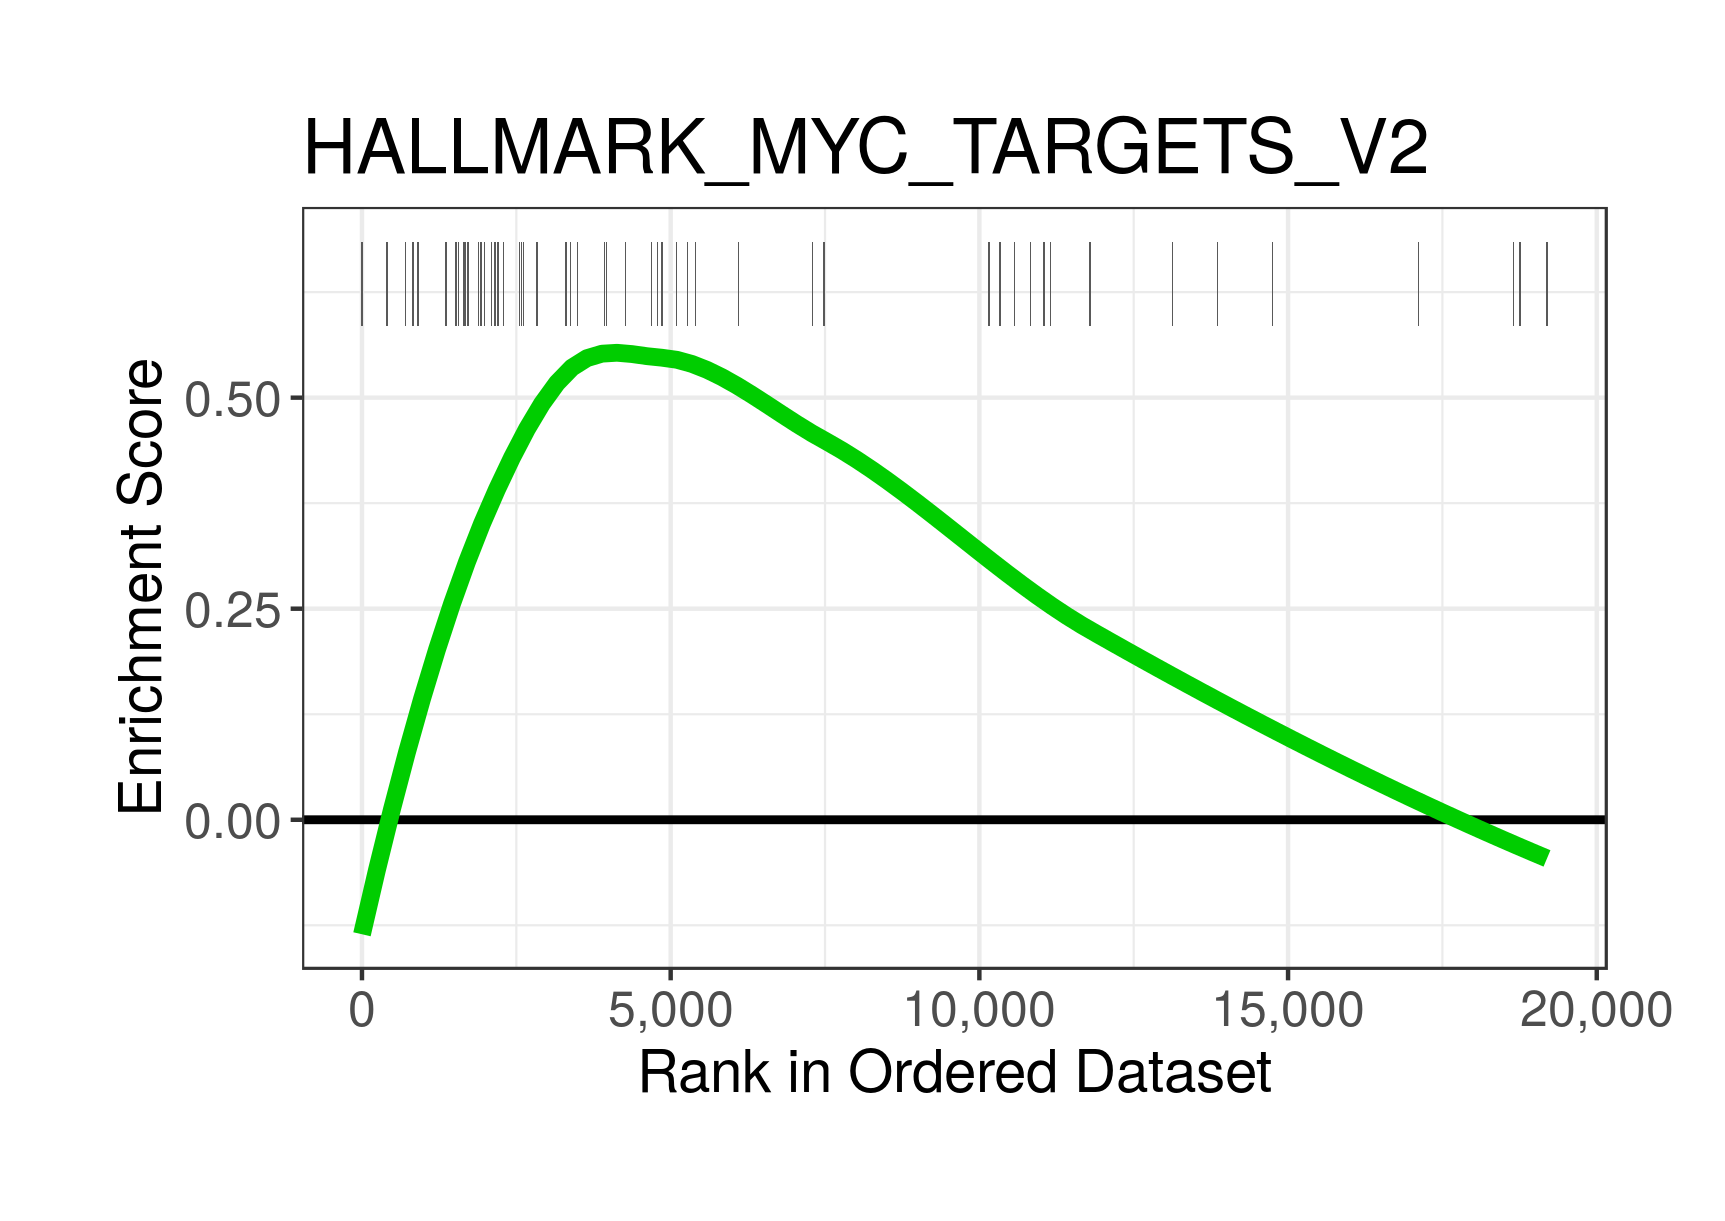 HALLMARK_MYC_TARGETS_V2
Enrichment Score
0.50
0.25
0.00
0 5,000 10,000 15,000 20,000
Rank in Ordered Dataset